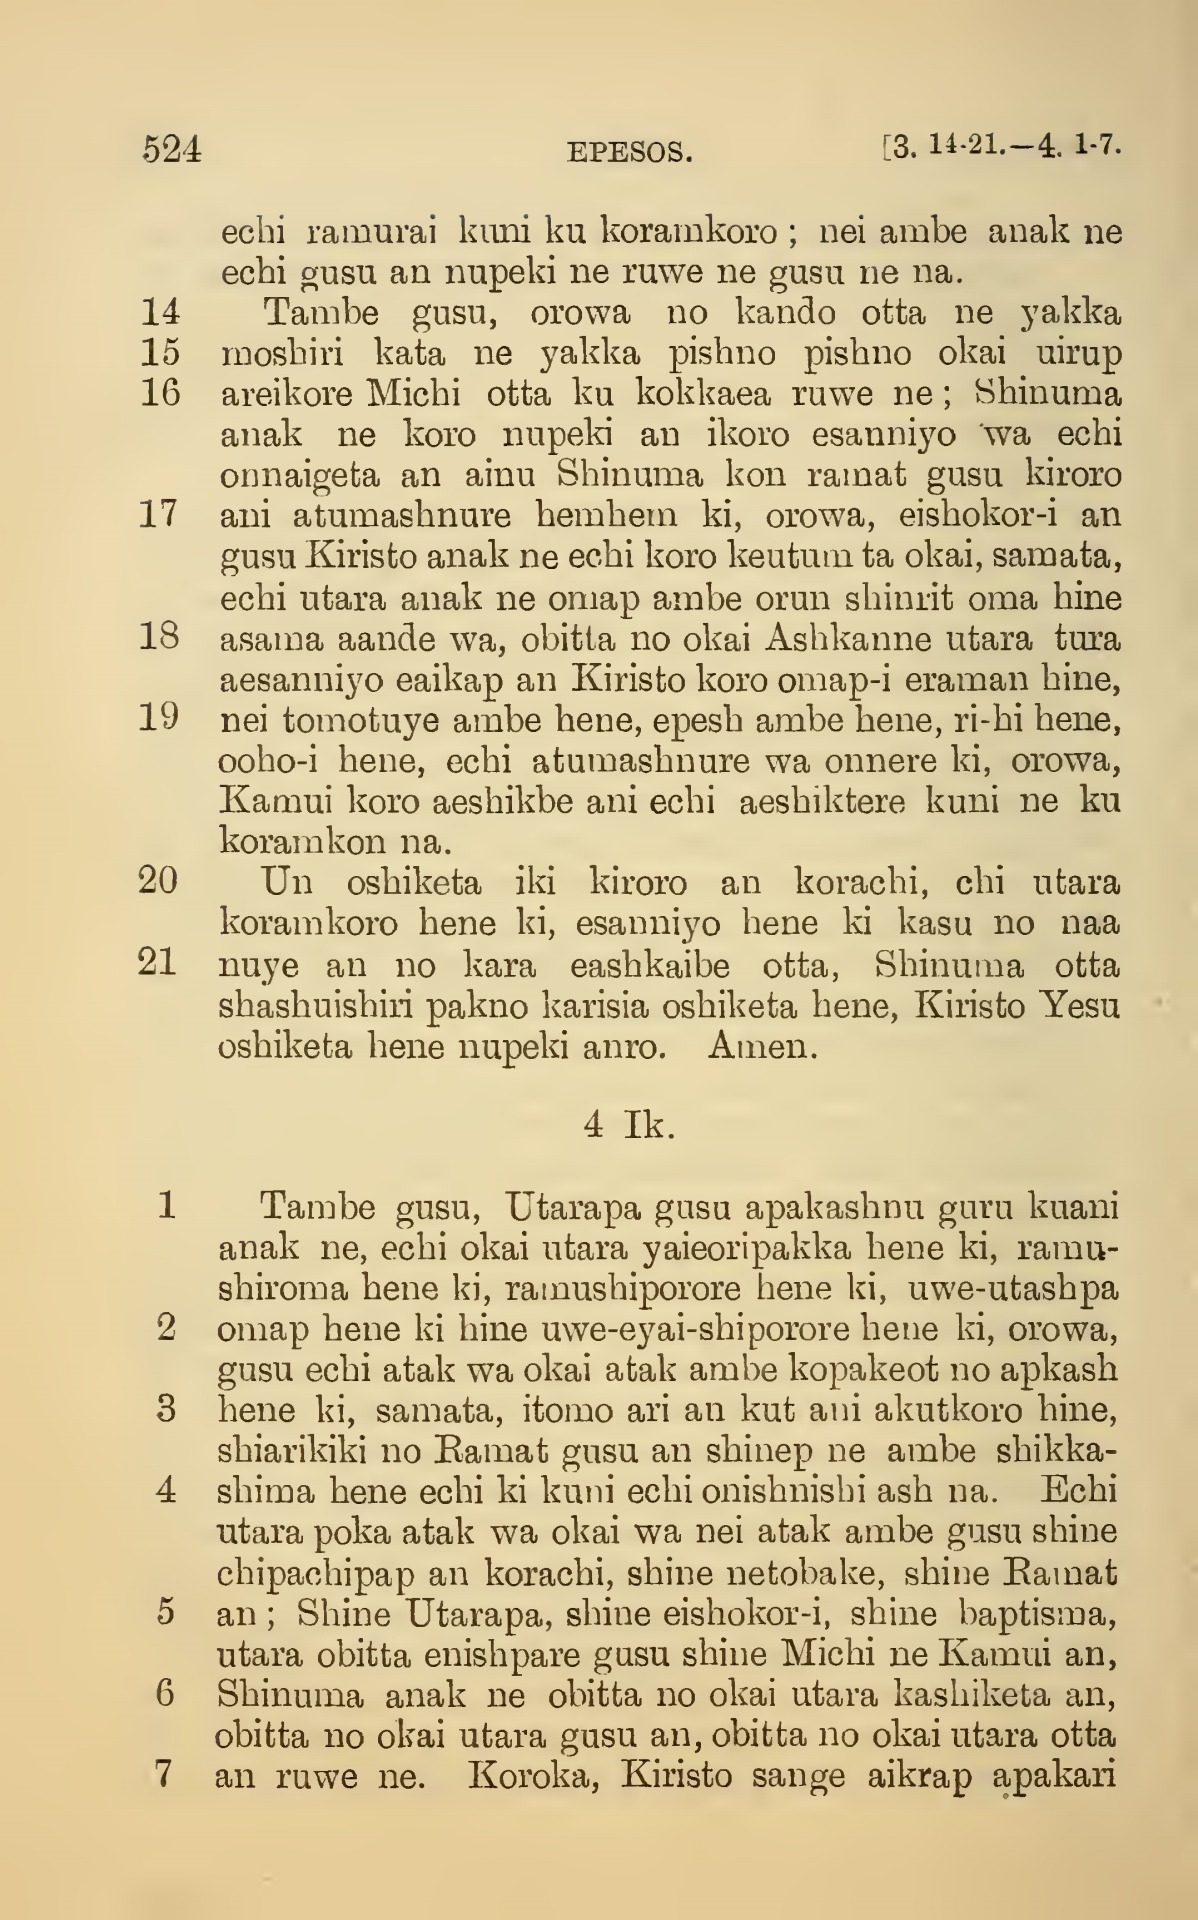 524 EPESOS. [3. 14-21.—4. 1-7.
echi ramurai kuni ku koramkoro ; nei ambe anak ne
echi gusu an nupeki ne ruwe ne gusu ne na.
14 Tambe gusu, orowa no kando otta ne yakka
15 moshiri kata ne yakka pishno pishno okai uirup
16 areikore Michi otta ku kokkaea ruwe ne ; Shinuma
anak ne koro nupeki an ikoro esanniyo wa echi
onnaigeta an ainu Shinuma kon ramat gusu kiroro
17 ani atumashnure hemhem ki, orowa, eishokor-i an
gusu Kiristo anak ne echi koro keutum ta okai, samata,
echi utara anak ne omap ambe orun shinrit oma hine
18 asama aande wa, obitta no okai Ashkanne utara tura
aesanniyo eaikap an Kiristo koro omap-i eraman hine,
19 nei tomotuye ambe hene, epesh ambe hene, ri-hi hene,
ooho-i hene, echi atumashnure wa onnere ki, orowa,
Kamui koro aeshikbe ani echi aeshiktere kuni ne ku
koramkon na.
20 Un oshiketa iki kiroro an korachi, chi utara
koramkoro hene ki, esanniyo hene ki kasu no naa
21 nuye an no kara eashkaibe otta, Shinuma otta
shashuishiri pakno karisia oshiketa hene, Kiristo Yesu
oshiketa hene nupeki anro. Amen.
4 Ik.
1 Tambe gusu, Utarapa gusu apakashnu guru kuani
anak ne, echi okai utara yaieoripakka hene ki, ramu-
shiroma hene ki, ramushiporore hene ki, uwe-utashpa
2 omap hene ki hine uwe-eyai-shiporore hene ki, orowa,
gusu echi atak wa okai atak ambe kopakeot no apkash
3 hene ki, samata, itomo ari an kut ani akutkoro hine,
shiarikiki no Ramat gusu an shinep ne ambe shikka-
4 shima hene echi ki kuni echi onishnishi ash na. Echi
utara poka atak wa okai wa nei atak ambe gusu shine
chipachipap an korachi, shine netobake, shine Ramat
5 an ; Shine Utarapa, shine eishokor-i, shine baptisma,
utara obitta enishpare gusu shine Michi ne Kamui an,
6 Shinuma anak ne obitta no okai utara kashiketa an,
obitta no okai utara gusu an, obitta no okai utara otta
7 an ruwe ne. Koroka, Kiristo sange aikrap apakari